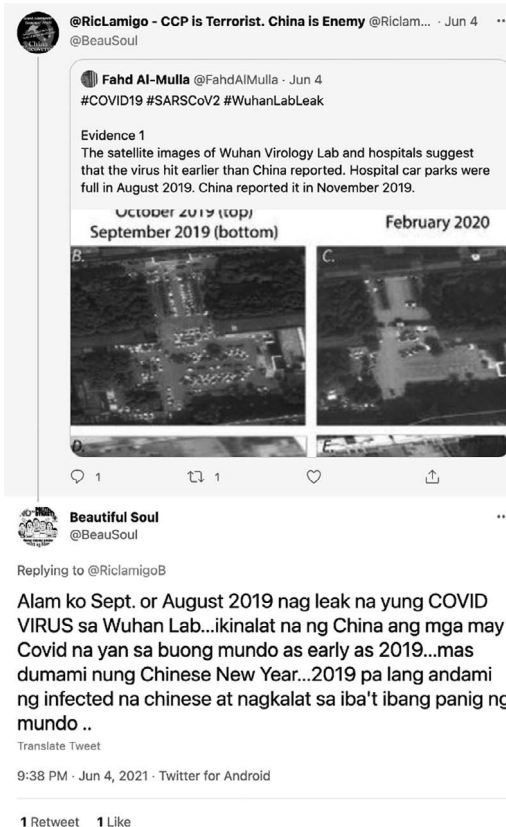 @RicLamigo - CCP is Terrorist. China is Enemy @Riclam... · Jun 4
@BeauSoul
Fahd Al-Mulla @FahdAlMulla · Jun 4
#COVID19 #SARSCoV2 #WuhanLabLeak
Evidence 1
The satellite images of Wuhan Virology Lab and hospitals suggest
that the virus hit earlier than China reported. Hospital car parks were
full in August 2019. China reported it in November 2019.
October 2019 (top)
September 2019 (bottom)
February 2020
B.
C.
D.
E.
1
1
Beautiful Soul
@BeauSoul
Replying to @RiclamigoB
Alam ko Sept. or August 2019 nag leak na yung COVID
VIRUS sa Wuhan Lab...ikinalat na ng China ang mga may
Covid na yan sa buong mundo as early as 2019...mas
dumami nung Chinese New Year...2019 pa lang andami
ng infected na chinese at nagkalat sa iba't ibang panig ng
mundo ..
Translate Tweet
9:38 PM · Jun 4, 2021 · Twitter for Android
1 Retweet 1 Like